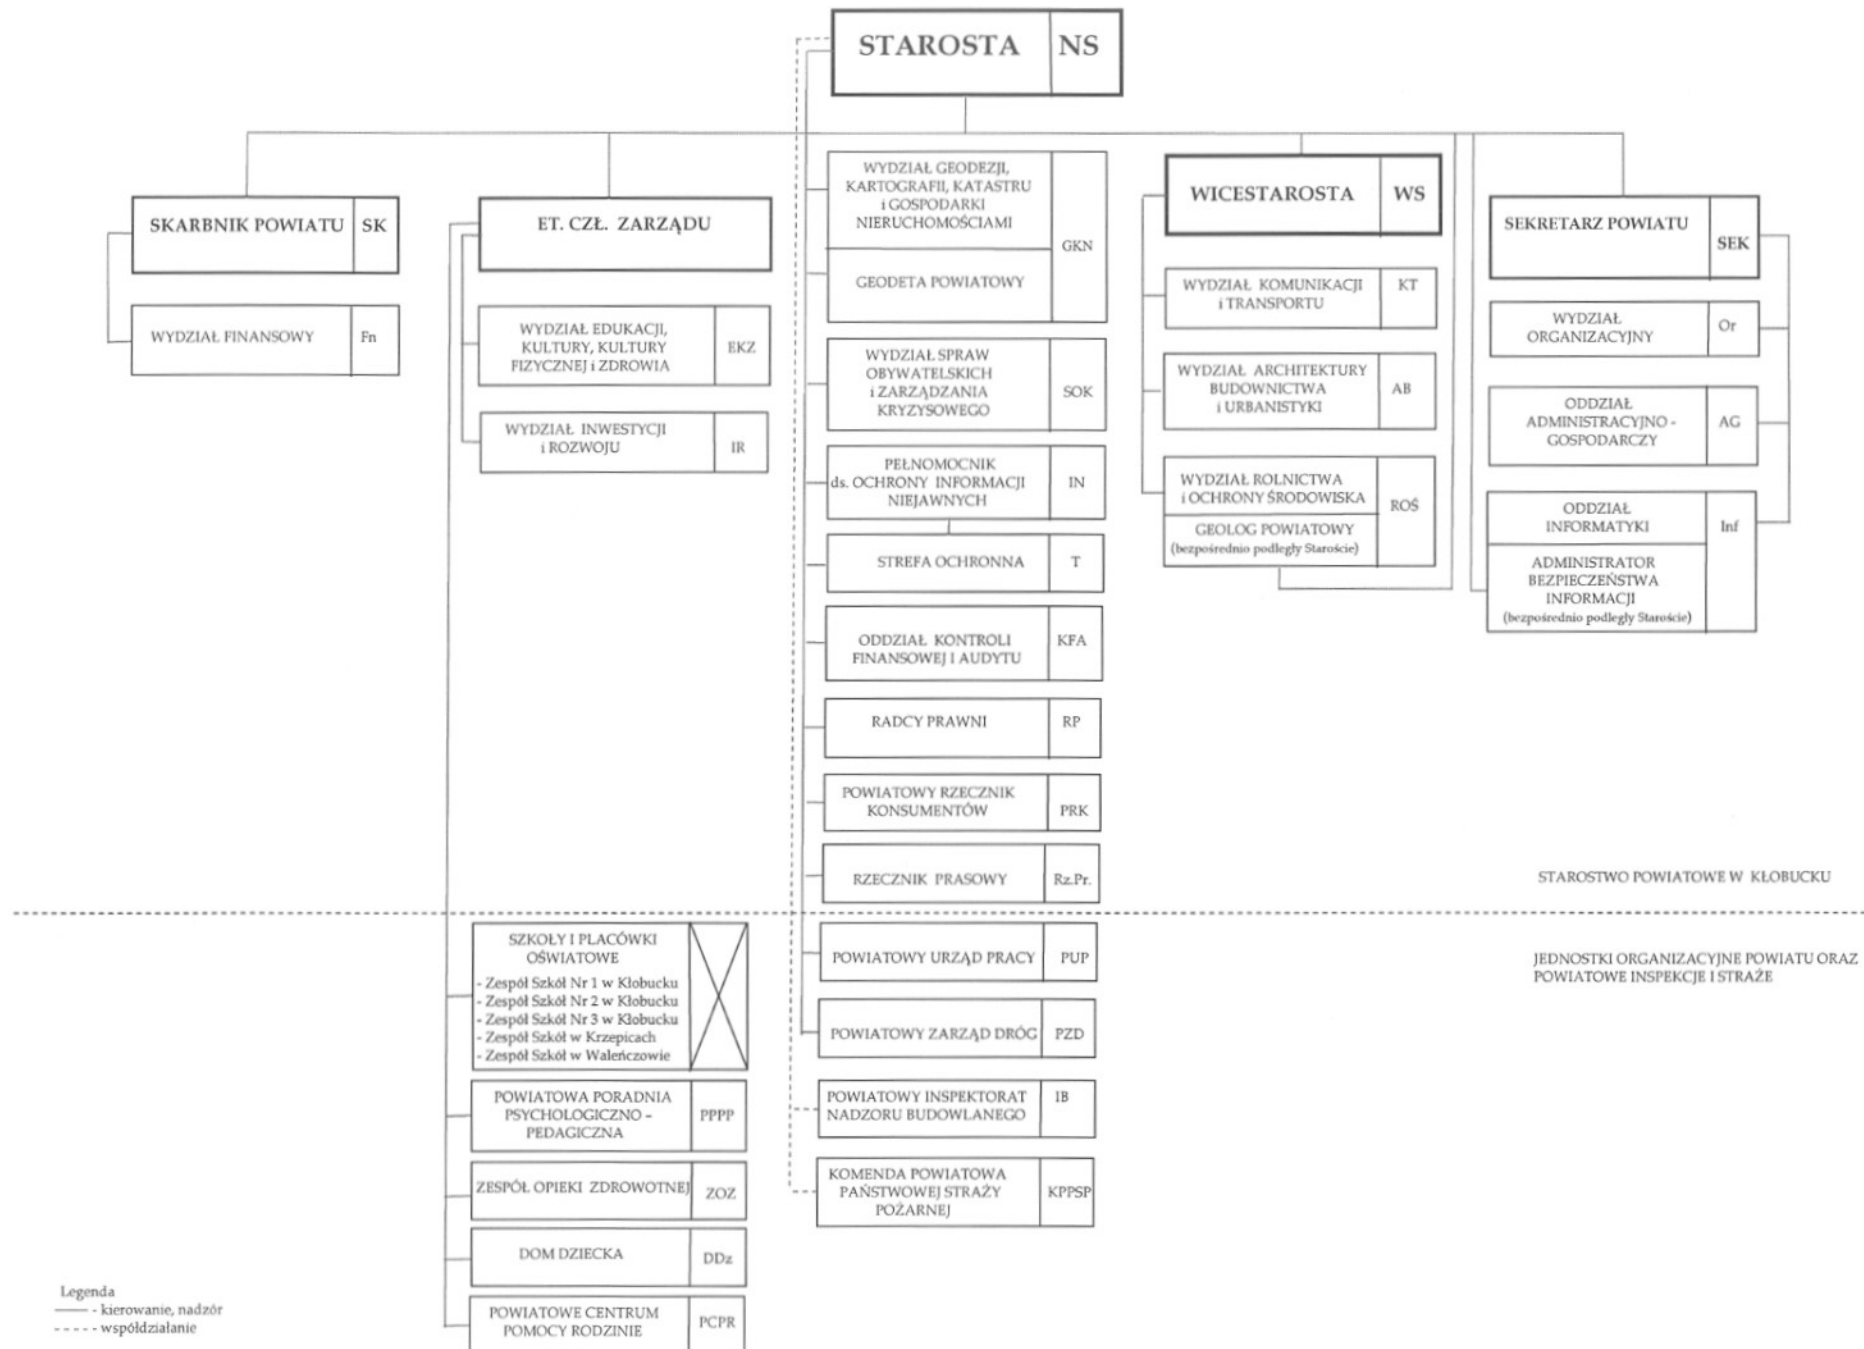 STAROSTA NS
SKARBNIK POWIATU SK
WYDZIAŁ FINANSOWY Fn
ET. CZŁ. ZARZĄDU
WYDZIAŁ EDUKACJI,
KULTURY, KULTURY
FIZYCZNEJ i ZDROWIA
EKZ
WYDZIAŁ INWESTYCJI
i ROZWOJU
IR
WYDZIAŁ GEODEZJI,
KARTOGRAFII, KATASTRU
i GOSPODARKI
NIERUCHOMOŚCIAMI
GKN
GEODETA POWIATOWY
WYDZIAŁ SPRAW
OBYWATELSKICH
i ZARZĄDZANIA
KRYZYSOWEGO
SOK
PEŁNOMOCNIK
ds. OCHRONY INFORMACJI
NIEJAWNYCH
IN
STREFA OCHRONNA T
ODDZIAŁ KONTROLI
FINANSOWEJ I AUDYTU
KFA
RADCY PRAWNI RP
POWIATOWY RZECZNIK
KONSUMENTÓW
PRK
RZECZNIK PRASOWY Rz.Pr.
WICESTAROSTA WS
WYDZIAŁ KOMUNIKACJI
i TRANSPORTU
KT
WYDZIAŁ ARCHITEKTURY
BUDOWNICTWA
i URBANISTYKI
AB
WYDZIAŁ ROLNICTWA
i OCHRONY ŚRODOWISKA
ROŚ
GEOLOG POWIATOWY
(bezpośrednio podległy Staroście)
SEKRETARZ POWIATU
SEK
WYDZIAŁ
ORGANIZACYJNY
Or
ODDZIAŁ
ADMINISTRACYJNO -
GOSPODARCZY
AG
ODDZIAŁ
INFORMATYKI
Inf
ADMINISTRATOR
BEZPIECZEŃSTWA
INFORMACJI
(bezpośrednio podległy Staroście)
STAROSTWO POWIATOWE W KŁOBUCKU
JEDNOSTKI ORGANIZACYJNE POWIATU ORAZ
POWIATOWE INSPEKCJE I STRAŻE
SZKOŁY I PLACÓWKI
OŚWIATOWE
- Zespół Szkół Nr 1 w Kłobucku
- Zespół Szkół Nr 2 w Kłobucku
- Zespół Szkół Nr 3 w Kłobucku
- Zespół Szkół w Krzepicach
- Zespół Szkół w Waleńczowie
POWIATOWA PORADNIA
PSYCHOLOGICZNO –
PEDAGICZNA
PPPP
ZESPÓŁ OPIEKI ZDROWOTNEJ ZOZ
DOM DZIECKA DDz
POWIATOWE CENTRUM
POMOCY RODZINIE
PCPR
POWIATOWY URZĄD PRACY PUP
POWIATOWY ZARZĄD DRÓG PZD
POWIATOWY INSPEKTORAT
NADZORU BUDOWLANEGO
IB
KOMENDA POWIATOWA
PAŃSTWOWEJ STRAŻY
POŻARNEJ
KPPSP
Legenda
- kierowanie, nadzór
- współdziałanie